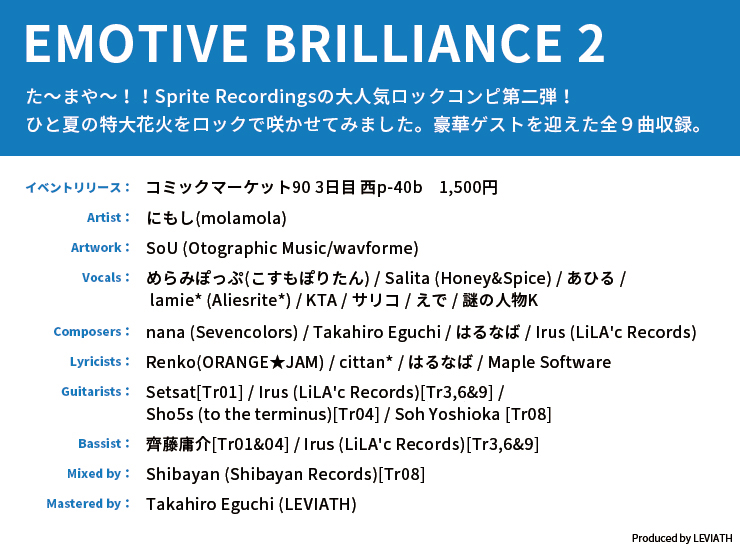 EMOTIVE BRILLIANCE 2
た〜まや〜！！Sprite Recordingsの大人気ロックコンピ第二弾！
ひと夏の特大花火をロックで咲かせてみました。豪華ゲストを迎えた全９曲収録。
イベントリリース： コミックマーケット90 3日目 西p-40b　1,500円
Artist： にもし(molamola)
Artwork： SoU (Otographic Music/wavforme)
Vocals： めらみぽっぷ(こすもぽりたん) / Salita (Honey&Spice) / あひる /
lamie* (Aliesrite*) / KTA / サリコ / えで / 謎の人物K
Composers： nana (Sevencolors) / Takahiro Eguchi / はるなば / Irus (LiLA'c Records)
Lyricists： Renko(ORANGE★JAM) / cittan* / はるなば / Maple Software
Guitarists： Setsat[Tr01] / Irus (LiLA'c Records)[Tr3,6&9] /
Sho5s (to the terminus)[Tr04] / Soh Yoshioka [Tr08]
Bassist： 齊藤庸介[Tr01&04] / Irus (LiLA'c Records)[Tr3,6&9]
Mixed by： Shibayan (Shibayan Records)[Tr08]
Mastered by： Takahiro Eguchi (LEVIATH)
Produced by LEVIATH